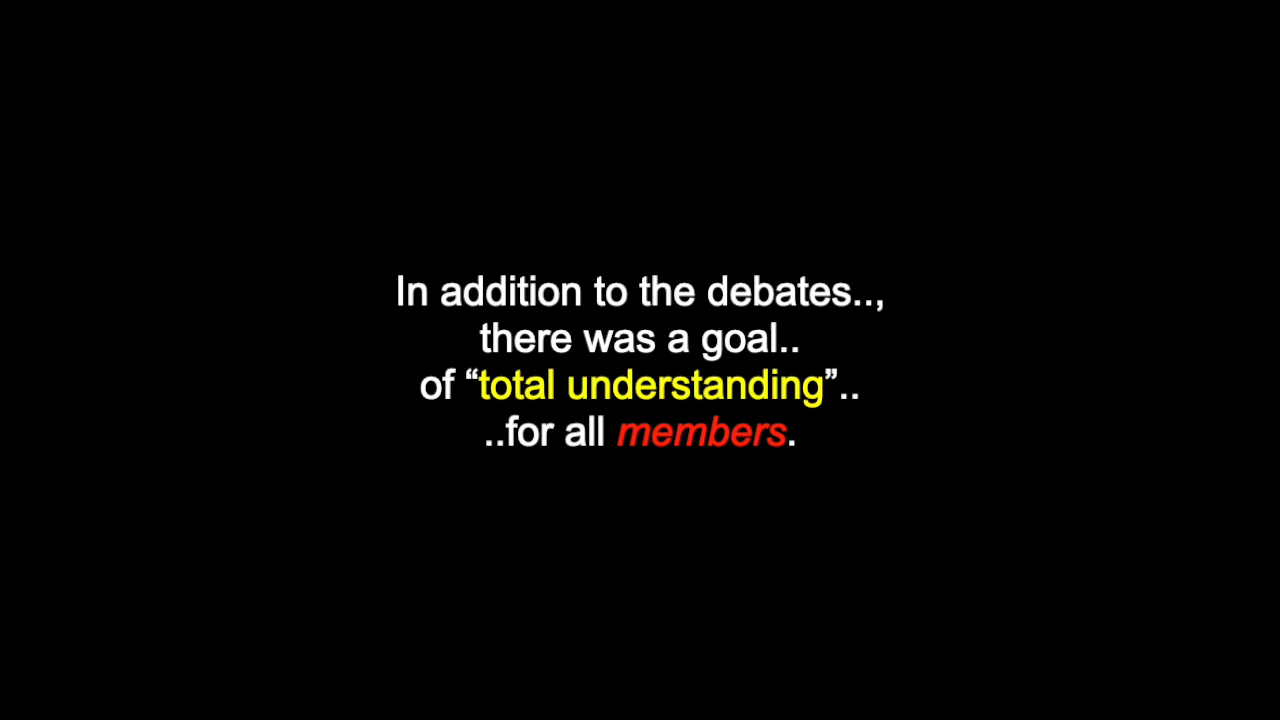 In addition to the debates..,
there was a goal..
of “total understanding”..
..for all members.